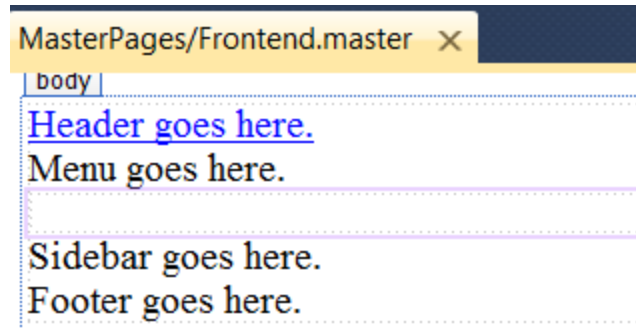 MasterPages/Frontend.master
body
Header goes here.
Menu goes here.
Sidebar goes here.
Footer goes here.